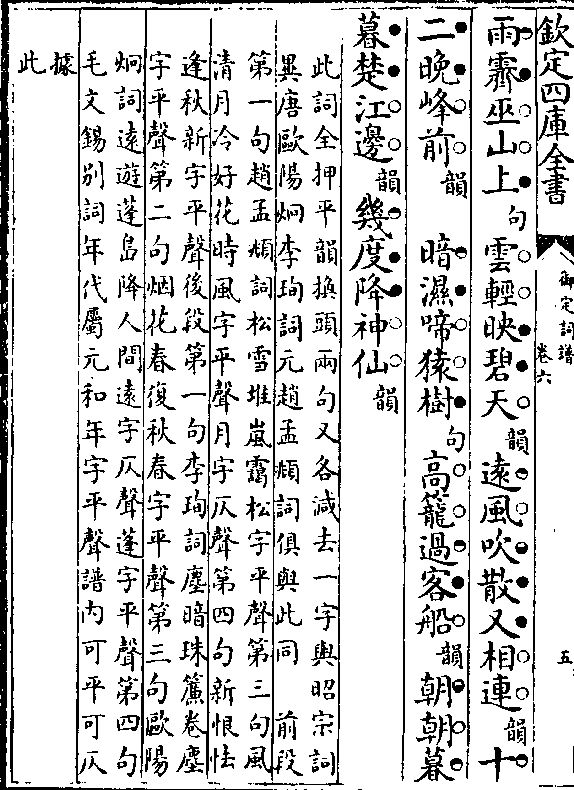 欽定四庫全書
御定詞譜
卷六
五
雨霽巫山上句雲輕映碧天韻遠風吹散又相連韻十
二晚峰前韻 暗濕啼猿樹句高籠過客船韻朝朝暮
暮楚江邊韻幾度降神仙韻
此詞全押平韻換頭兩句又各減去一字與昭宗詞
異唐歐陽炯李珣詞元趙孟頫詞俱與此同 前段
第一句趙孟頫詞松雪堆嵐靄松字平聲第三句風
清月冷好花時風字平聲月字仄聲第四句新恨怯
逢秋新字平聲後段第一句李珣詞塵暗珠簾卷塵
字平聲第二句烟花春復秋春字平聲第三句歐陽
炯詞遠遊蓬島降人間遠字仄聲蓬字平聲第四句
毛文錫别詞年代屬元和年字平聲譜内可平可仄
據此